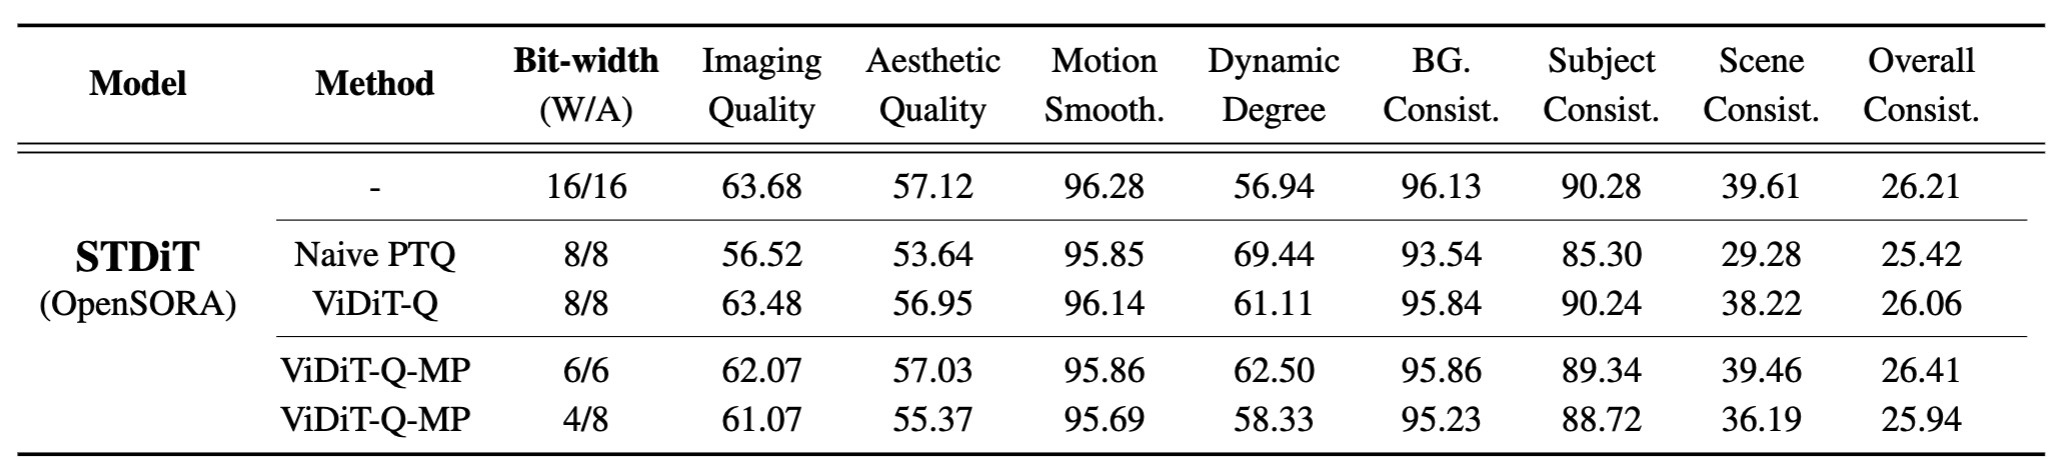 Model Method Bit-width (W/A) Imaging Quality Aesthetic Quality Motion Smooth. Dynamic Degree BG. Consist. Subject Consist. Scene Consist. Overall Consist.
- 16/16 63.68 57.12 96.28 56.94 96.13 90.28 39.61 26.21
STDiT (OpenSORA)
Naive PTQ 8/8 56.52 53.64 95.85 69.44 93.54 85.30 29.28 25.42
ViDiT-Q 8/8 63.48 56.95 96.14 61.11 95.84 90.24 38.22 26.06
ViDiT-Q-MP 6/6 62.07 57.03 95.86 62.50 95.86 89.34 39.46 26.41
ViDiT-Q-MP 4/8 61.07 55.37 95.69 58.33 95.23 88.72 36.19 25.94